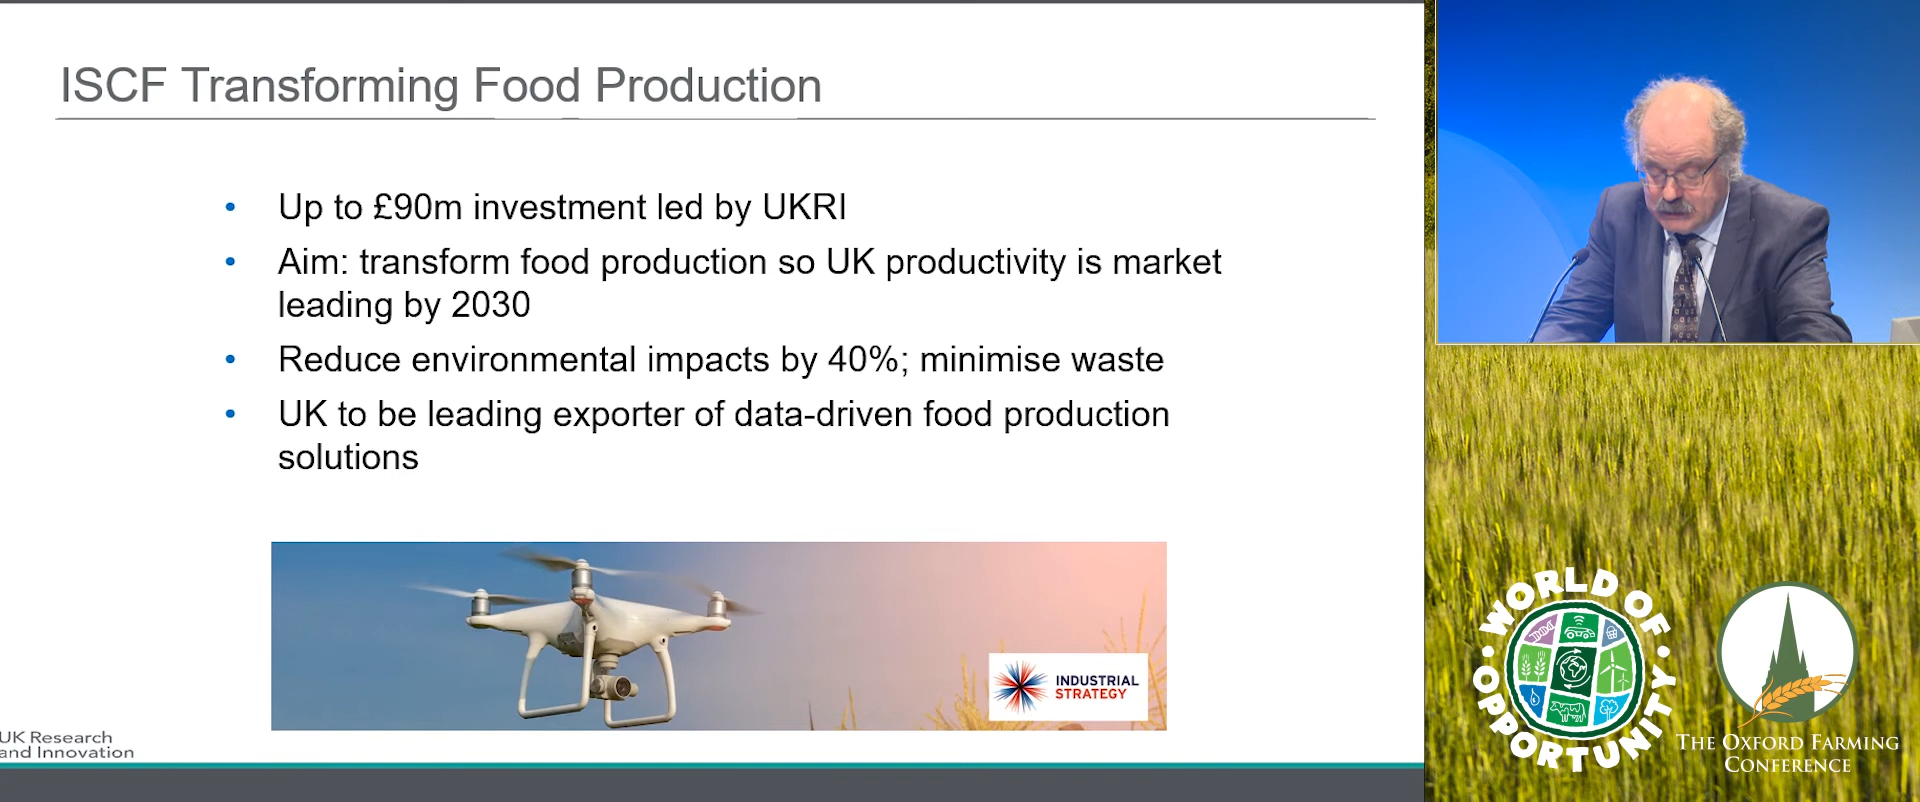 ISCF Transforming Food Production
• Up to £90m investment led by UKRI
• Aim: transform food production so UK productivity is market
leading by 2030
• Reduce environmental impacts by 40%; minimise waste
• UK to be leading exporter of data-driven food production
solutions
INDUSTRIAL
STRATEGY
UK Research
and Innovation
WORLD OF
OPPORTUNITY
THE OXFORD FARMING
CONFERENCE